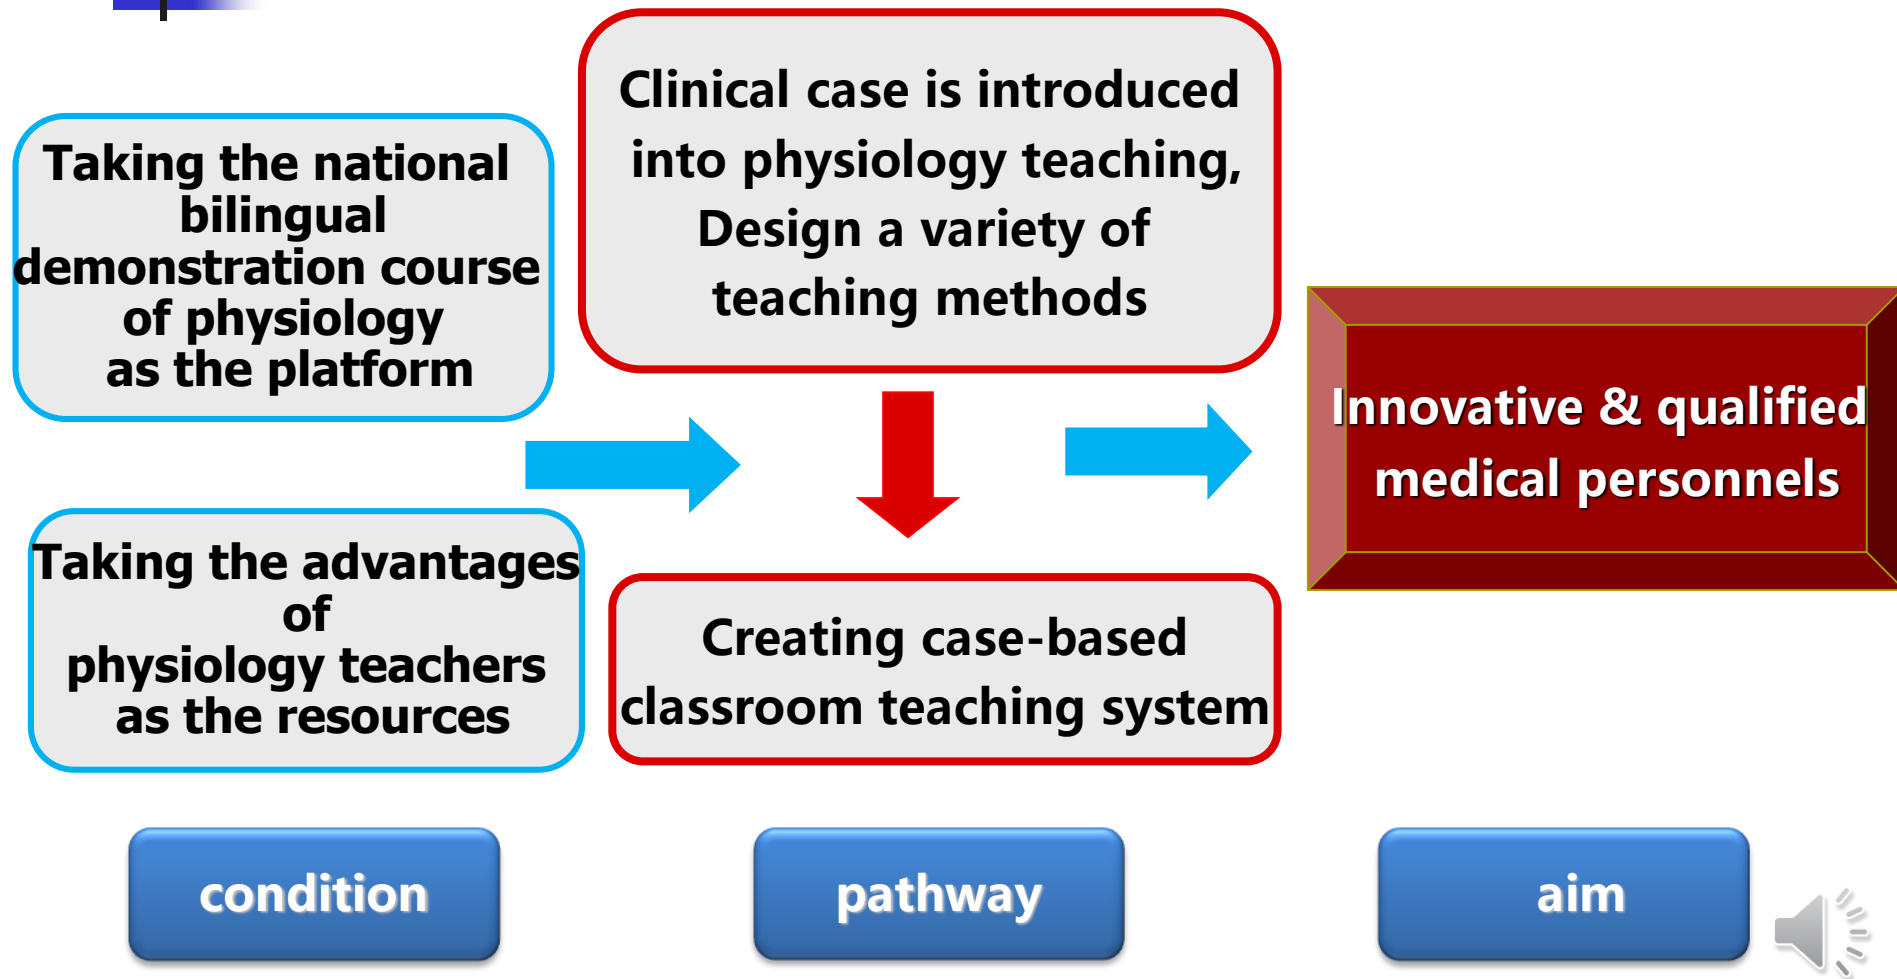 Taking the national
bilingual
demonstration course
of physiology
as the platform
Taking the advantages
of
physiology teachers
as the resources
Clinical case is introduced
into physiology teaching,
Design a variety of
teaching methods
Creating case-based
classroom teaching system
Innovative & qualified
medical personnels
condition
pathway
aim